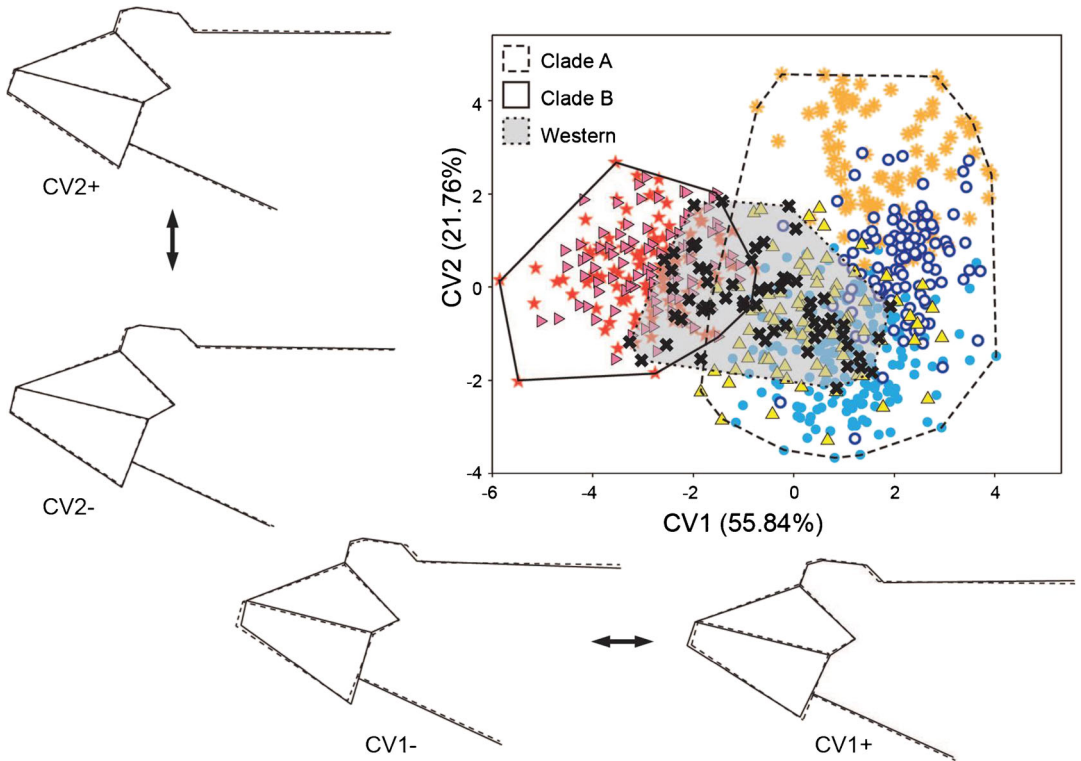 CV2+
CV2-
Clade A
Clade B
Western
4
2
0
-2
-4
CV2 (21.76%)
-6
-4
-2
0
2
4
CV1 (55.84%)
CV1-
CV1+